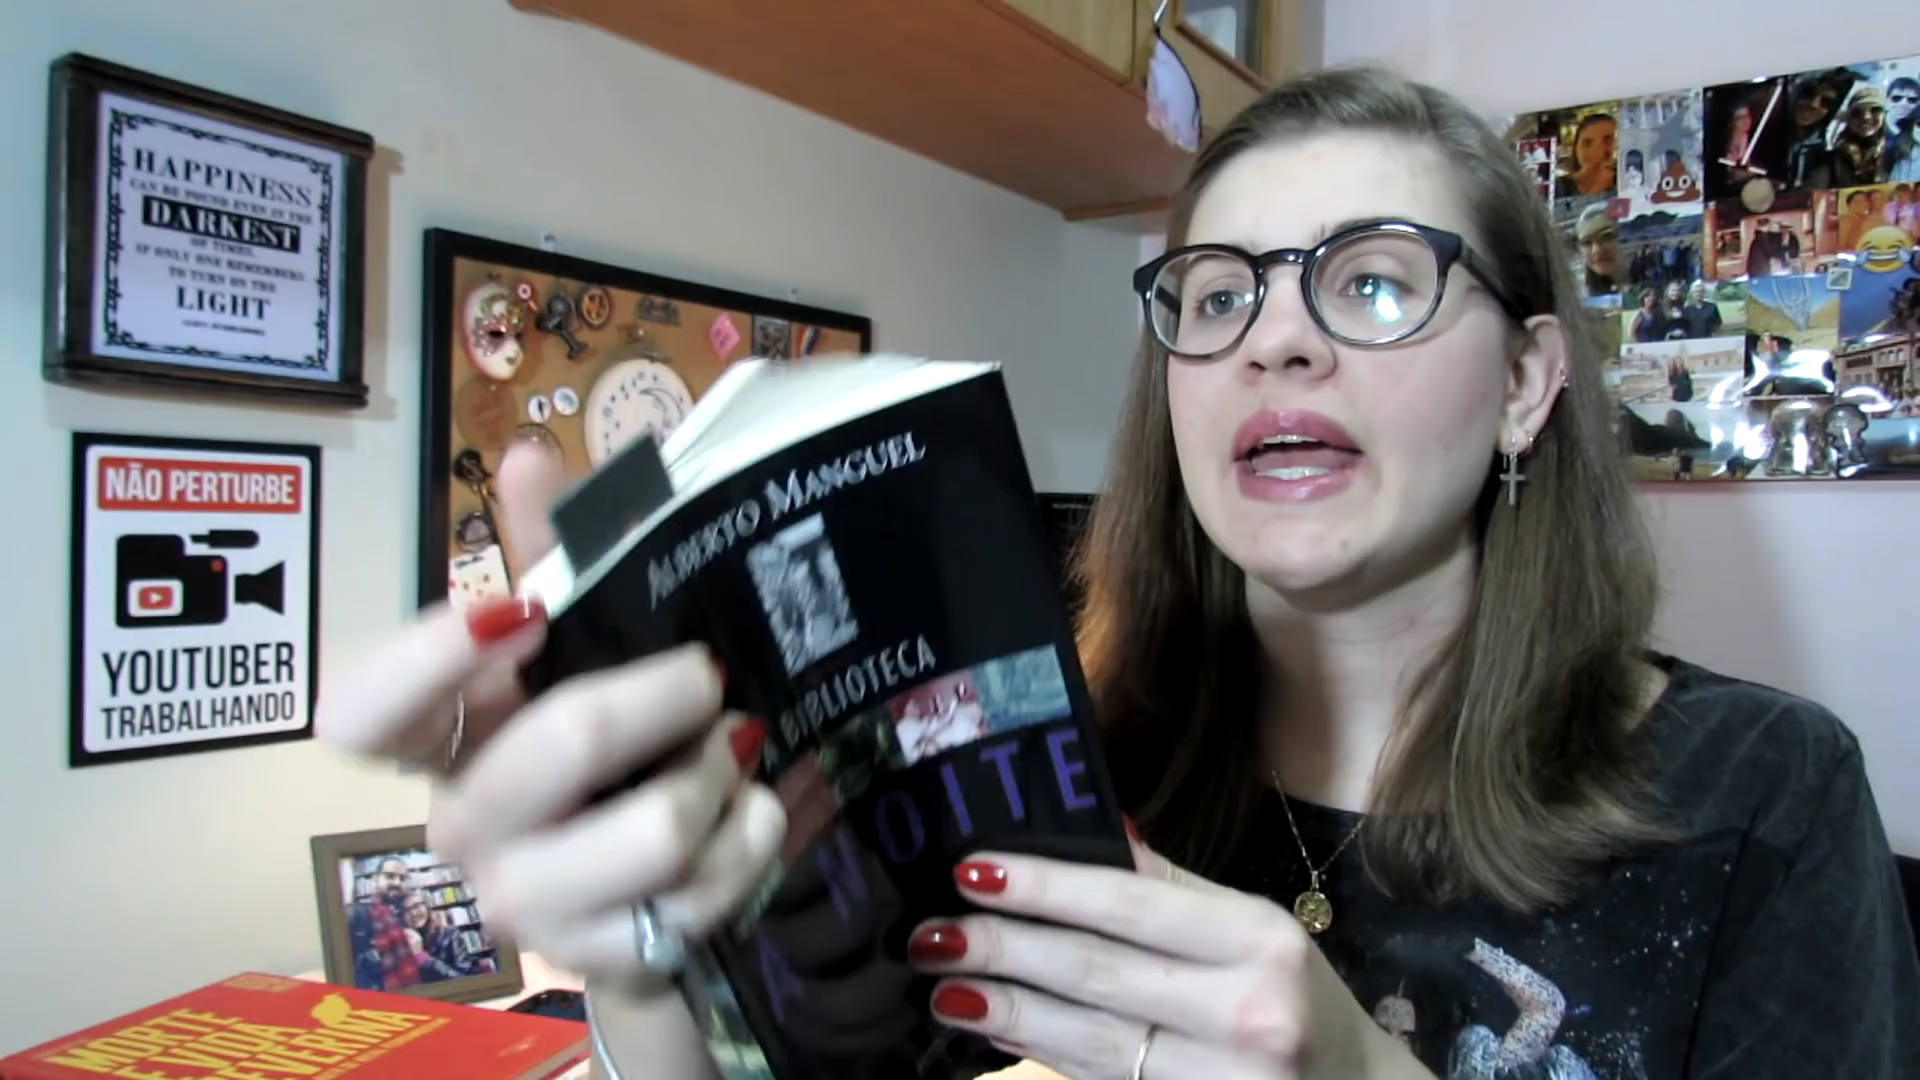 HAPPINESS
CAN BE FOUND EVEN IN THE
DARKEST
OF TIMES,
IF ONLY ONE REMEMBERS
TO TURN ON THE
LIGHT
NÃO PERTURBE
YOUTUBER
TRABALHANDO
ALBERTO MANGUEL
A BIBLIOTECA
À NOITE
MORTE
E VIDA
SEVERINA